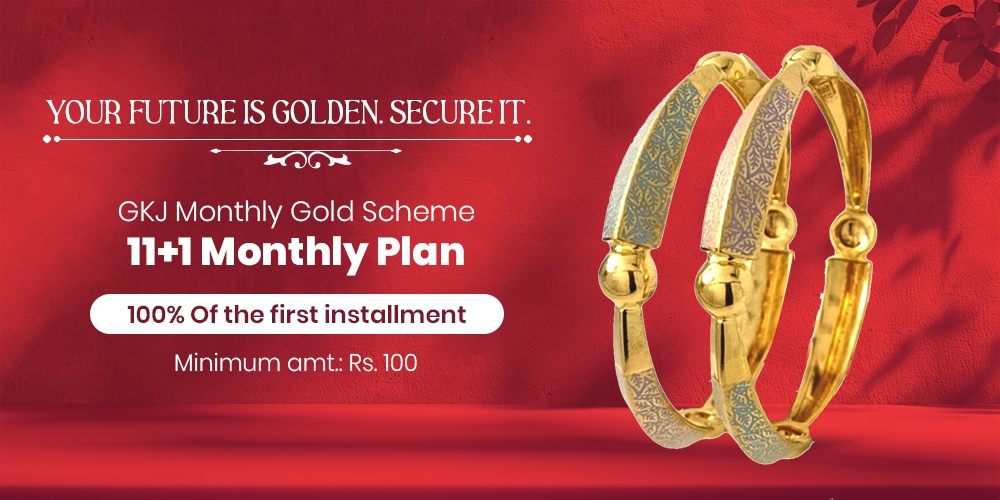 YOUR FUTURE IS GOLDEN. SECURE IT.
GKJ Monthly Gold Scheme
11+1 Monthly Plan
100% Of the first installment
Minimum amt.: Rs. 100